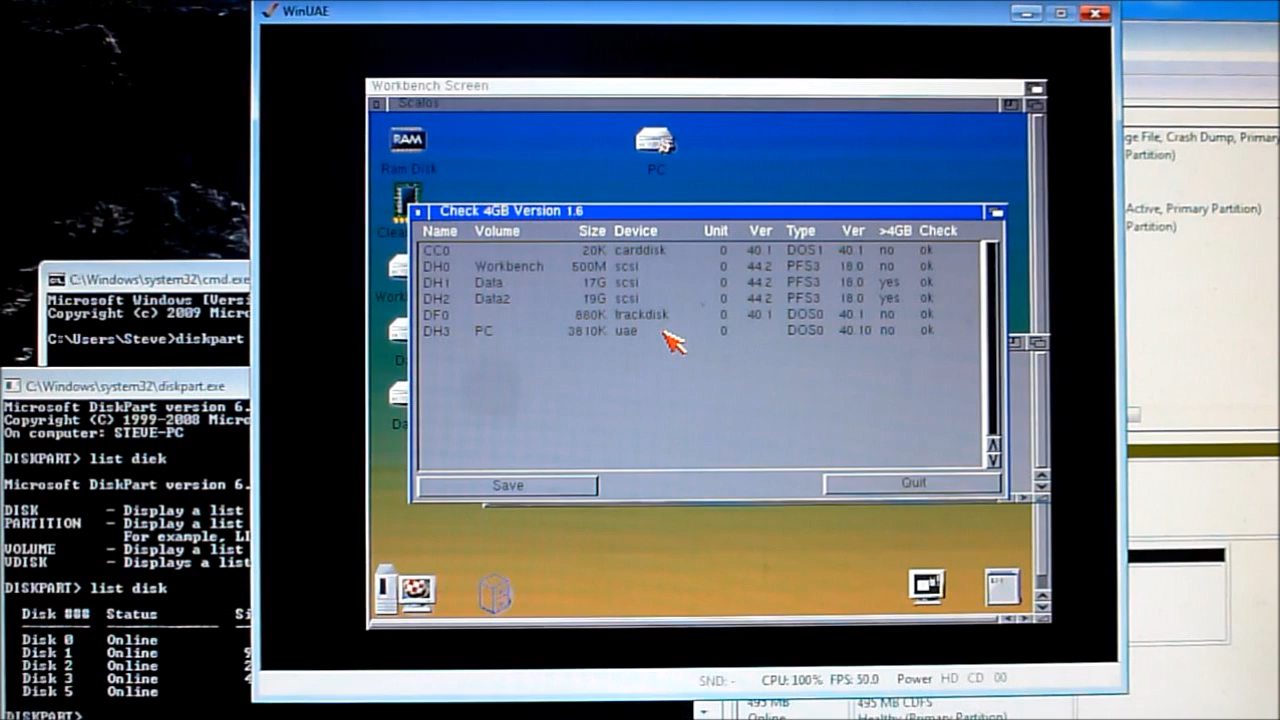 WinUAE
Workbench Screen
Scalos
RAM
Ram Disk
PC
Check 4GB Version 1.6
Name Volume Size Device Unit Ver Type Ver >4GB Check
CC0 20K carddisk 0 40.1 DOS1 40.1 no ok
DH0 Workbench 500M scsi 0 44.2 PFS3 18.0 no ok
DH1 Data 17G scsi 0 44.2 PFS3 18.0 yes ok
DH2 Data2 19G scsi 0 44.2 PFS3 18.0 yes ok
DF0 880K trackdisk 0 40.1 DOS0 40.1 no ok
DH3 PC 3810K uae 0 DOS0 40.10 no ok
Save Quit
SND: - CPU: 100% FPS: 50.0 Power HD CD 00
C:\Windows\system32\cmd.exe
Microsoft Windows [Versi
Copyright (c) 2009 Micro
C:\Users\Steve>diskpart
C:\Windows\system32\diskpart.exe
Microsoft DiskPart version 6.
Copyright (C) 1999-2008 Micro
On computer: STEVE-PC
DISKPART> list diek
Microsoft DiskPart version 6.
DISK - Display a list
PARTITION - Display a list
For example, LI
VOLUME - Display a list
VDISK - Displays a list
DISKPART> list disk
Disk ### Status Si
Disk 0 Online
Disk 1 Online 9
Disk 2 Online 2
Disk 3 Online 4
Disk 5 Online
DISKPART>
ge File, Crash Dump, Primary
Partition)
Active, Primary Partition)
Partition)
495 MB 495 MB CDFS
Online Healthy (Primary Partition)